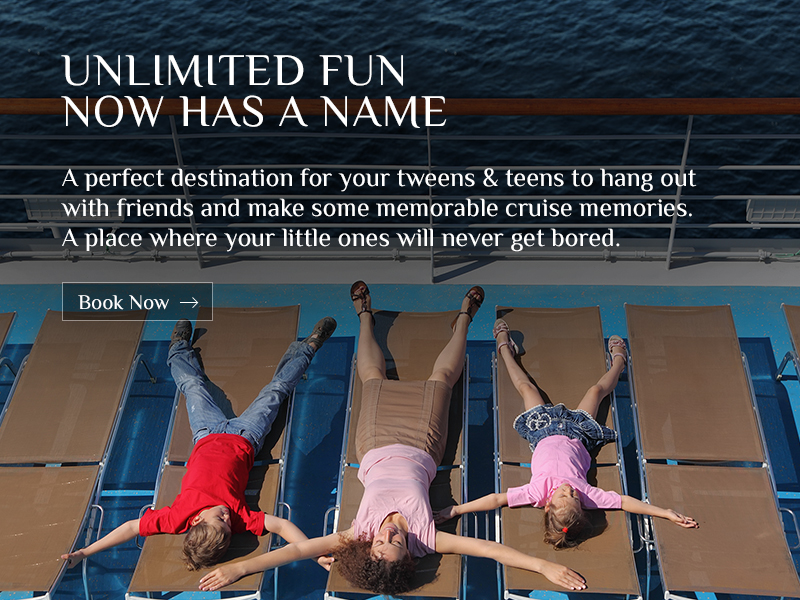 UNLIMITED FUN
NOW HAS A NAME
A perfect destination for your tweens & teens to hang out
with friends and make some memorable cruise memories.
A place where your little ones will never get bored.
Book Now →